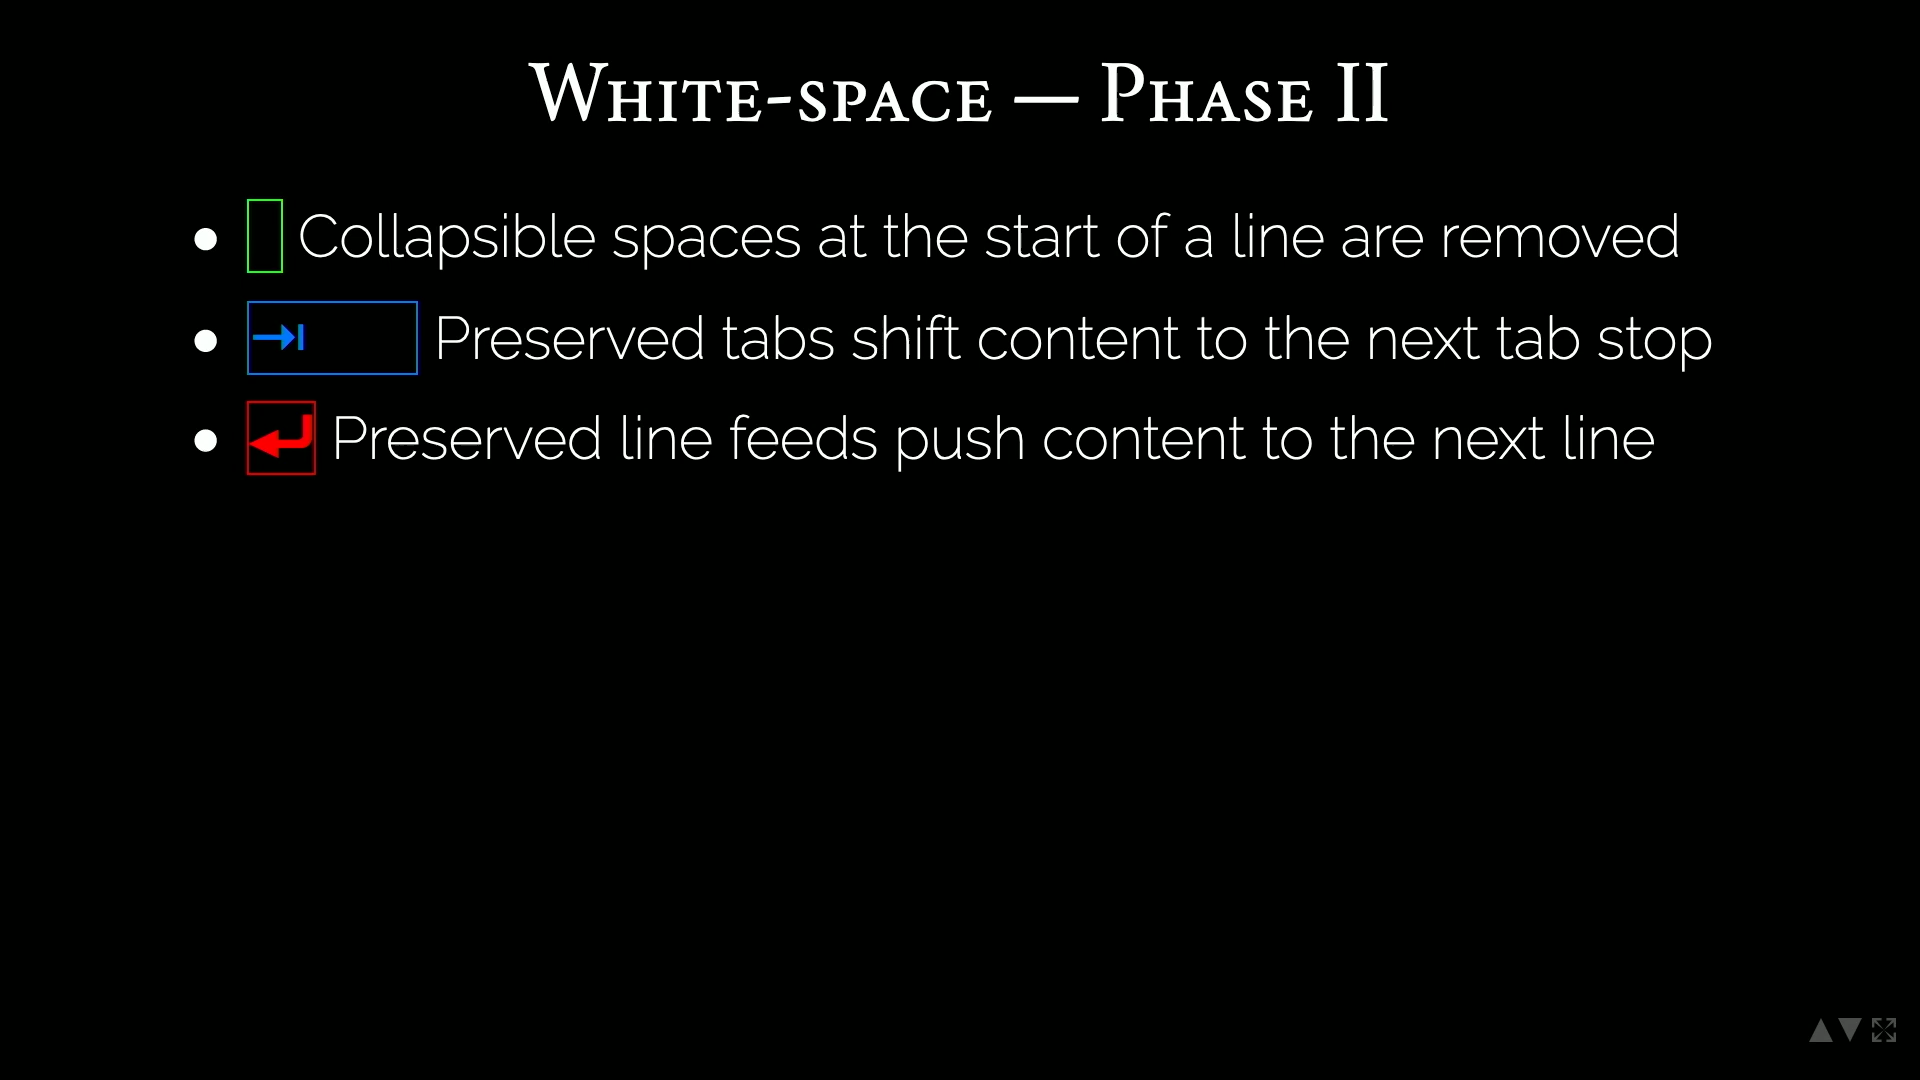 White-space — Phase II
• Collapsible spaces at the start of a line are removed
• Preserved tabs shift content to the next tab stop
• Preserved line feeds push content to the next line